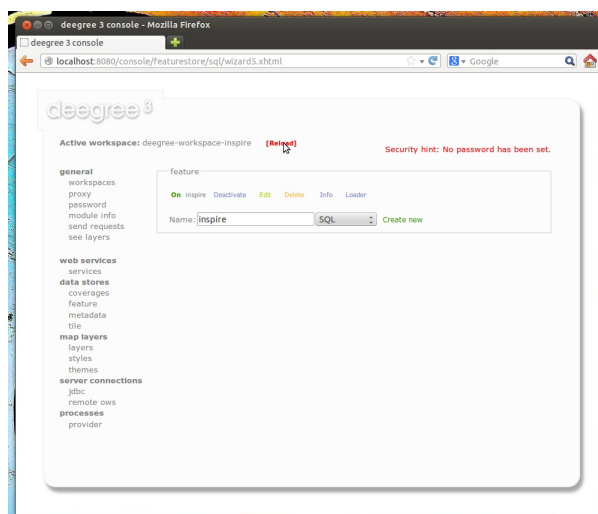 deegree 3 console - Mozilla Firefox
deegree 3 console
localhost:8080/console/featurestore/sql/wizard5.xhtml
Google
deegree 3
Active workspace: deegree-workspace-inspire [Reload]
Security hint: No password has been set.
general
workspaces
proxy
password
module info
send requests
see layers
web services
services
data stores
coverages
feature
metadata
tile
map layers
layers
styles
themes
server connections
jdbc
remote ows
processes
provider
feature
On inspire Deactivate Edit Delete Info Loader
Name: inspire SQL Create new